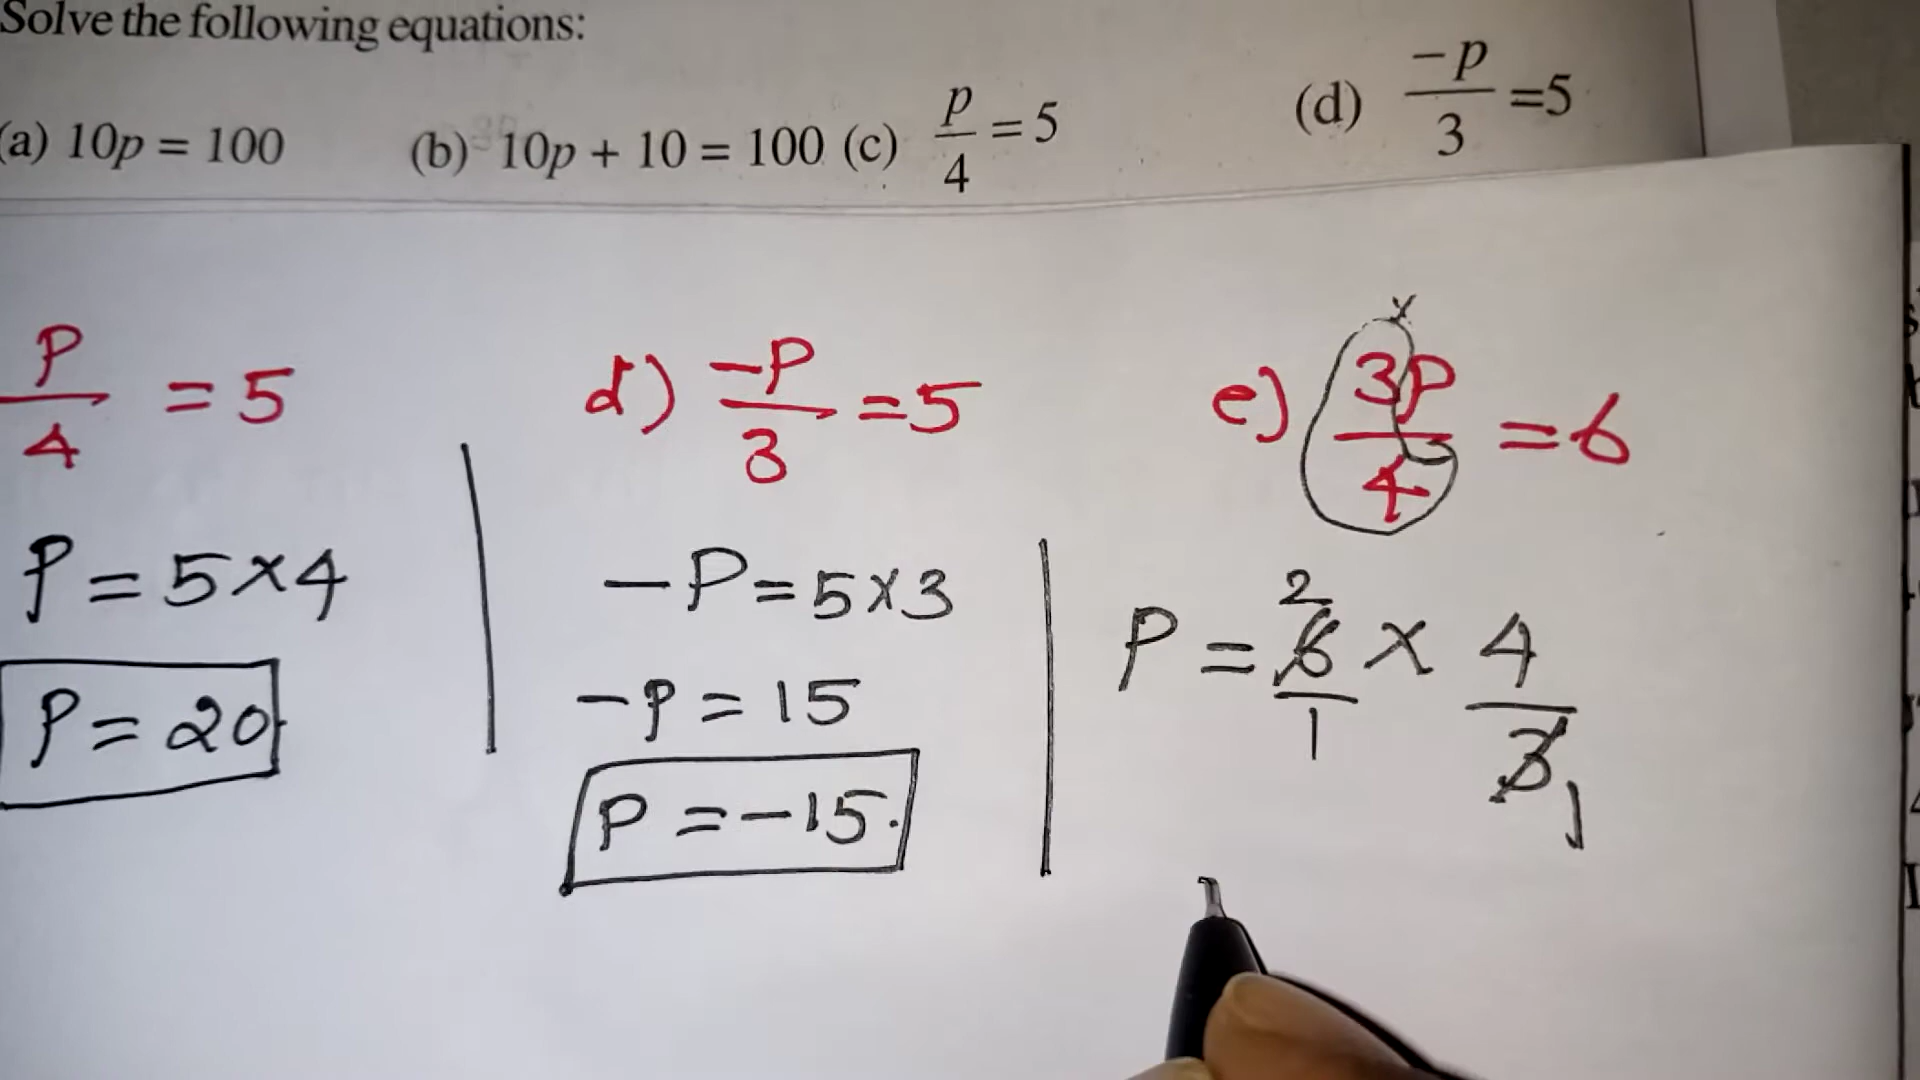 Solve the following equations:
(a) 10p = 100 (b) 10p + 10 = 100 (c) p/4 = 5 (d) -p/3 =5
P/4 = 5
P = 5×4
P = 20
d) -P/3 =5
-P = 5×3
-P = 15
P = -15.
e) 3P/4 = 6
2
P = 6/1 × 4/3
1